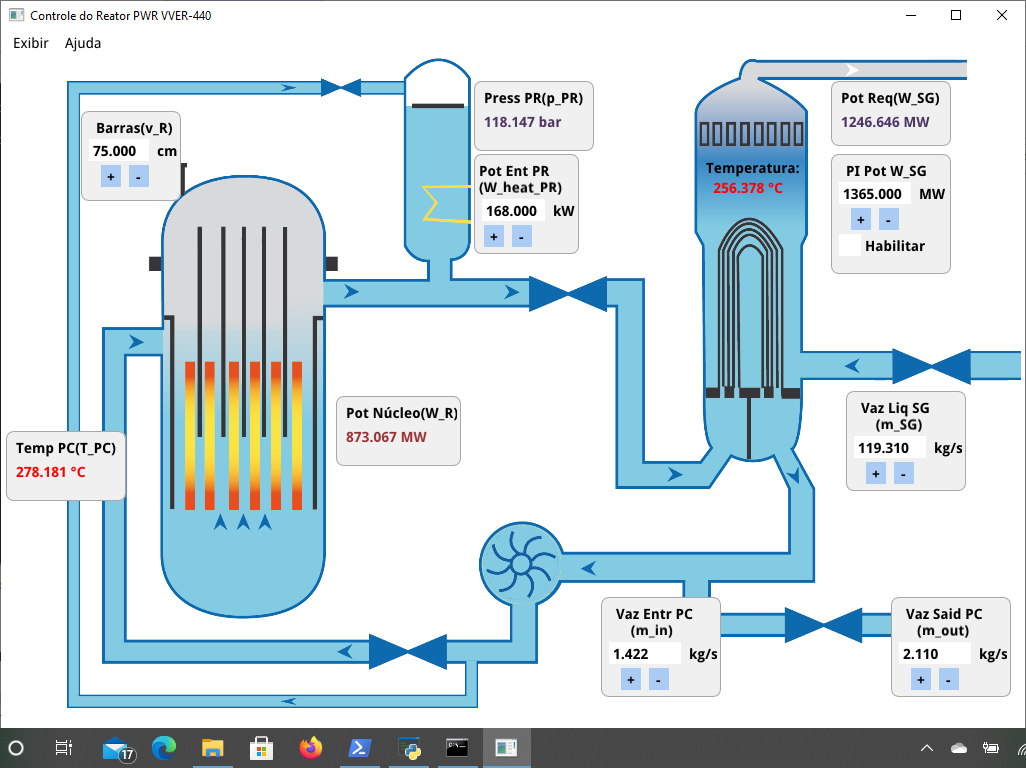 Controle do Reator PWR VVER-440
Exibir Ajuda
Barras(v_R)
75.000 cm
+ -
Press PR(p_PR)
118.147 bar
Pot Ent PR
(W_heat_PR)
168.000 kW
+ -
Temperatura:
256.378 °C
Pot Req(W_SG)
1246.646 MW
PI Pot W_SG
1365.000 MW
+ -
Habilitar
Pot Núcleo(W_R)
873.067 MW
Temp PC(T_PC)
278.181 °C
Vaz Liq SG
(m_SG)
119.310 kg/s
+ -
Vaz Entr PC
(m_in)
1.422 kg/s
+ -
Vaz Said PC
(m_out)
2.110 kg/s
+ -
17